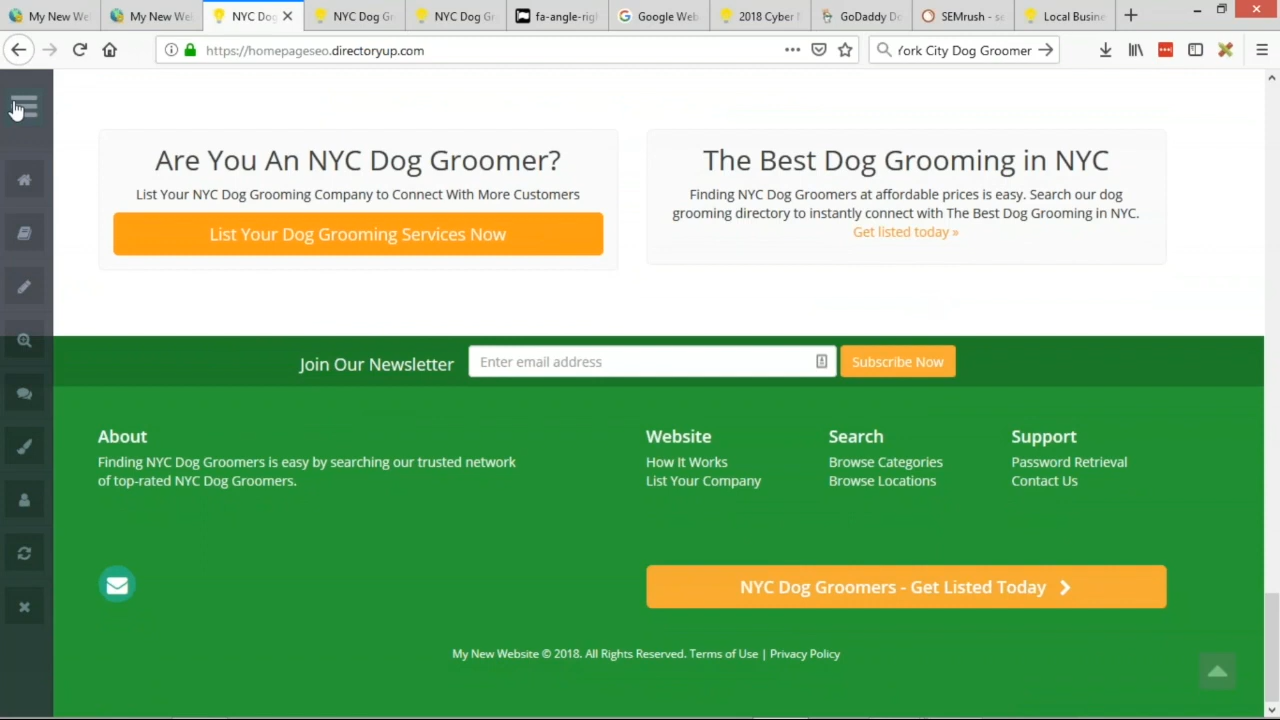 My New We
My New We
NYC Dog
NYC Dog Gr
NYC Dog Gr
fa-angle-rig
Google Web
2018 Cyber
GoDaddy Do
SEMrush - se
Local Busine
https://homepageseo.directoryup.com
York City Dog Groomer
Are You An NYC Dog Groomer?
List Your NYC Dog Grooming Company to Connect With More Customers
List Your Dog Grooming Services Now
The Best Dog Grooming in NYC
Finding NYC Dog Groomers at affordable prices is easy. Search our dog
grooming directory to instantly connect with The Best Dog Grooming in NYC.
Get listed today »
Join Our Newsletter
Enter email address
Subscribe Now
About
Finding NYC Dog Groomers is easy by searching our trusted network
of top-rated NYC Dog Groomers.
Website
How It Works
List Your Company
Search
Browse Categories
Browse Locations
Support
Password Retrieval
Contact Us
NYC Dog Groomers - Get Listed Today
My New Website © 2018. All Rights Reserved. Terms of Use | Privacy Policy